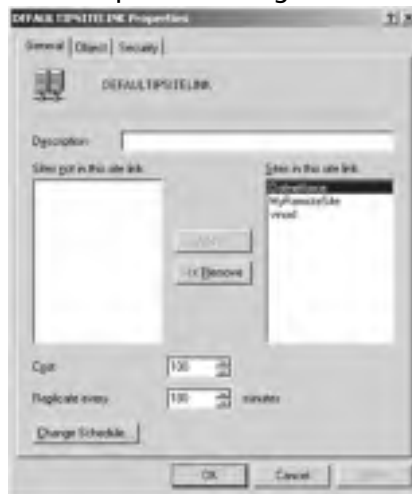 DEFAULTIPSITELINK Properties
General Object Security
DEFAULTIPSITELINK
Description
Sites not in this site link:
Sites in this site link:
MyRemoteSite
vmod
<< Remove
Cost
100
Replicate every
minutes
Change Schedule...
OK
Cancel